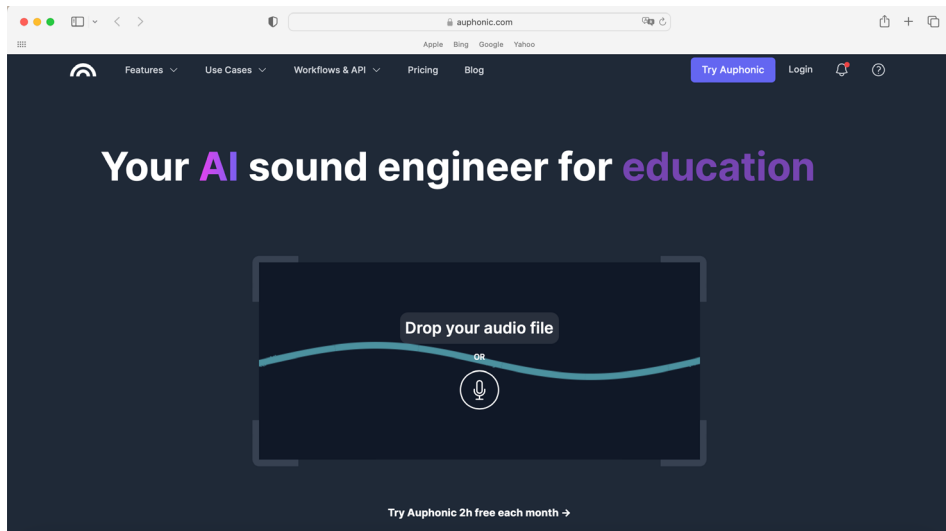 auphonic.com
Apple Bing Google Yahoo
Features Use Cases Workflows & API Pricing Blog Try Auphonic Login
Your AI sound engineer for education
Drop your audio file
OR
Try Auphonic 2h free each month →